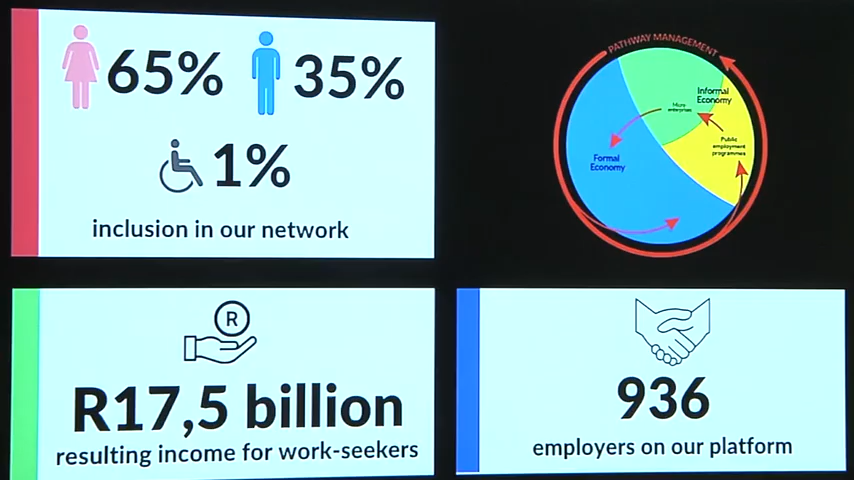 65%
35%
1%
inclusion in our network
PATHWAY MANAGEMENT
Informal
Economy
Micro
enterprises
Public
employment
programmes
Formal
Economy
R
R17,5 billion
resulting income for work-seekers
936
employers on our platform